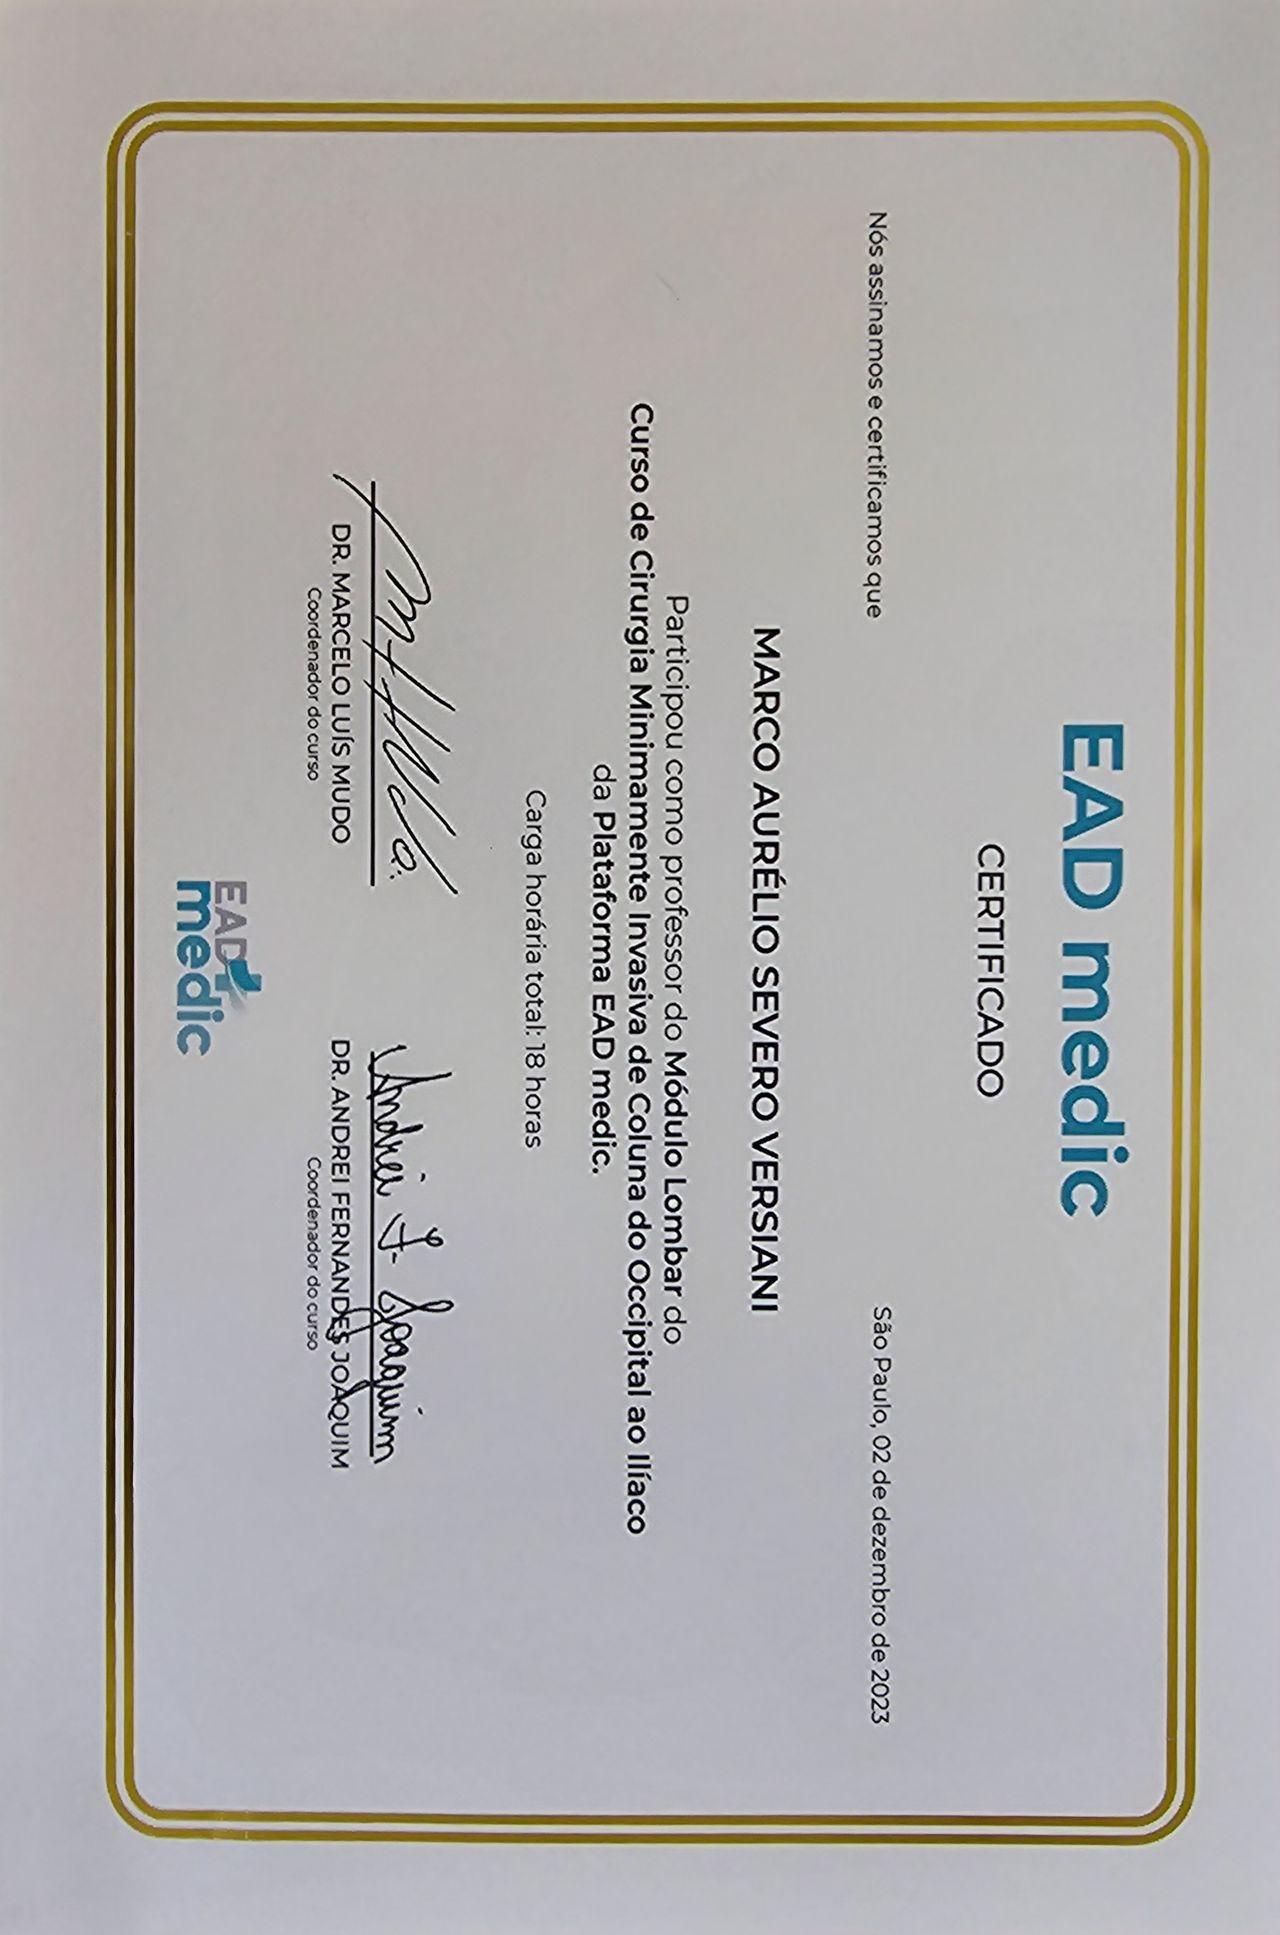 EAD medic
CERTIFICADO
Nós assinamos e certificamos que
São Paulo, 02 de dezembro de 2023
MARCO AURÉLIO SEVERO VERSIANI
Participou como professor do Módulo Lombar do
Curso de Cirurgia Minimamente Invasiva de Coluna do Occipital ao Ilíaco
da Plataforma EAD medic.
Carga horária total: 18 horas
DR. MARCELO LUÍS MUDO
Coordenador do curso
Andrei F. Joaquim
DR. ANDREI FERNANDES JOAQUIM
Coordenador do curso
EAD
medic